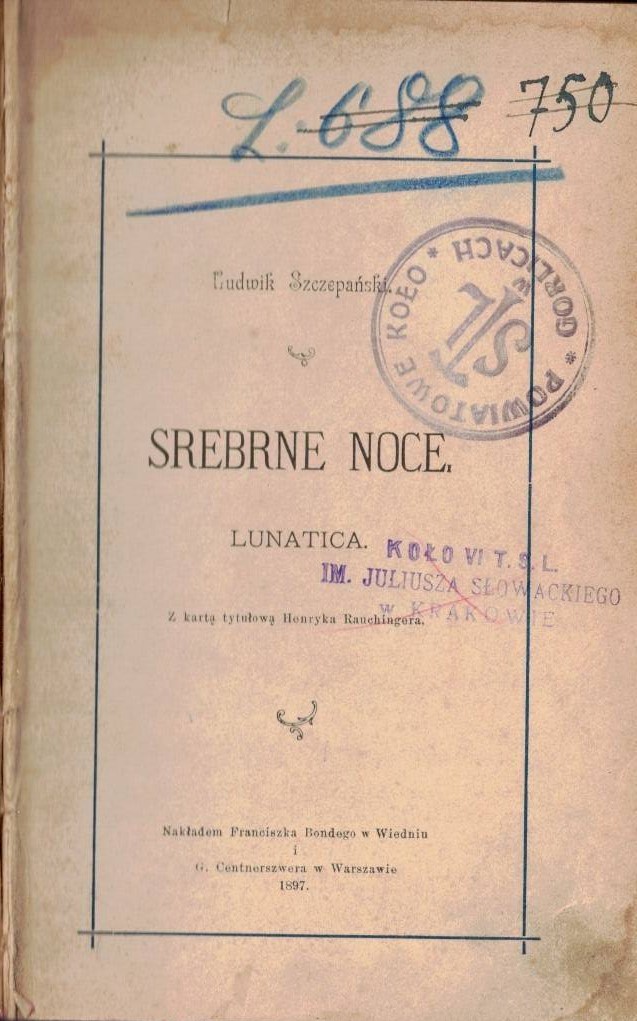 L. 688 750
Ludwik Szczepański.
* POWIATOWE KOŁO * W GORLICACH
TSL
SREBRNE NOCE.
LUNATICA.
KOŁO VI T. S. L.
IM. JULIUSZA SŁOWACKIEGO
W KRAKOWIE
Z kartą tytułową Henryka Rauchingera.
Nakładem Franciszka Bondego w Wiedniu
i
G. Centnerszwera w Warszawie
1897.